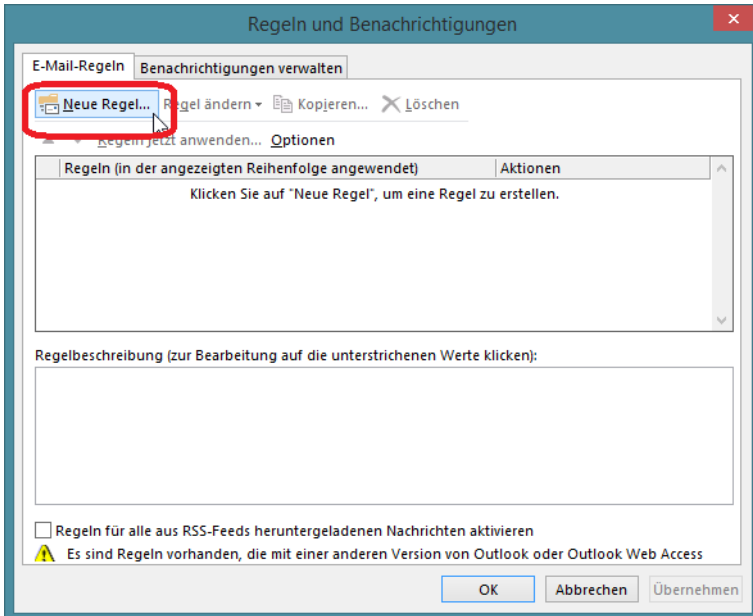 Regeln und Benachrichtigungen
E-Mail-Regeln Benachrichtigungen verwalten
Neue Regel... Regel ändern Kopieren... Löschen
Regeln jetzt anwenden... Optionen
Regeln (in der angezeigten Reihenfolge angewendet) Aktionen
Klicken Sie auf "Neue Regel", um eine Regel zu erstellen.
Regelbeschreibung (zur Bearbeitung auf die unterstrichenen Werte klicken):
Regeln für alle aus RSS-Feeds heruntergeladenen Nachrichten aktivieren
Es sind Regeln vorhanden, die mit einer anderen Version von Outlook oder Outlook Web Access
OK Abbrechen Übernehmen